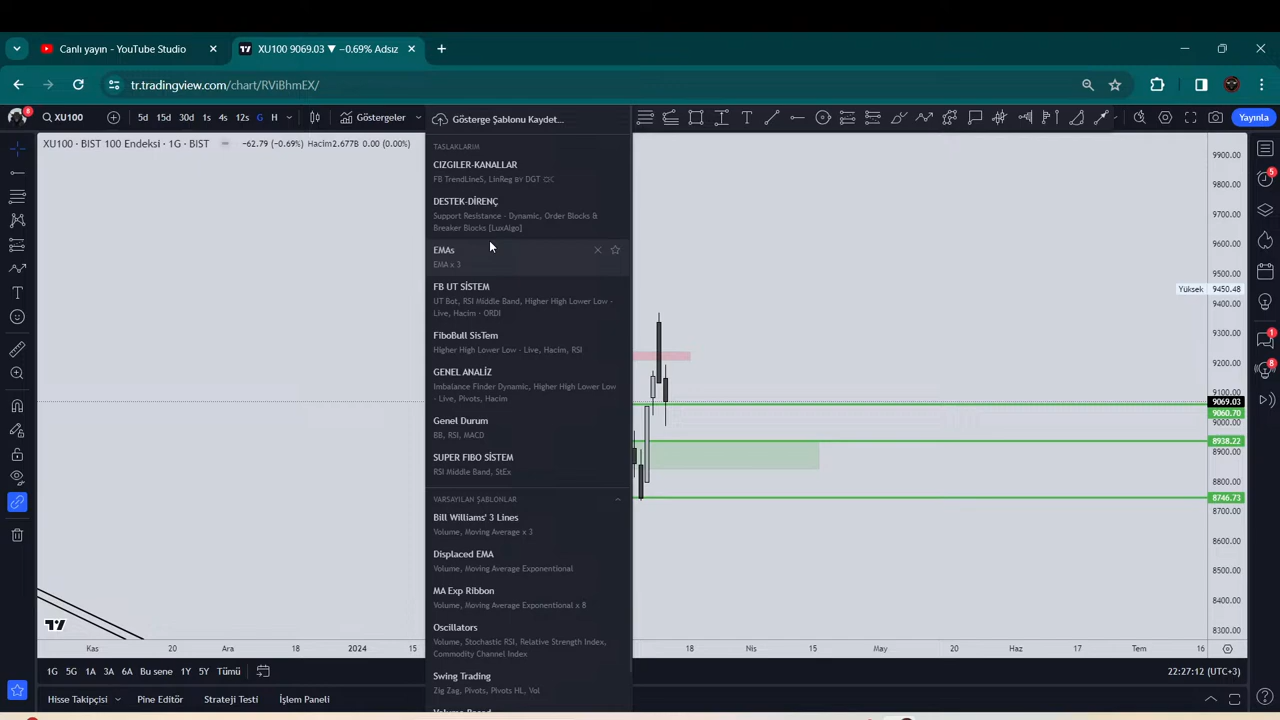 Canlı yayın - YouTube Studio
XU100 9069.03 ▼ −0.69% Adsız
tr.tradingview.com/chart/RViBhmEX/
8
XU100
5d
15d
30d
1s
4s
12s
G
H
Göstergeler
Yayınla
XU100 · BIST 100 Endeksi · 1G · BIST
-62.79 (−0.69%)
Hacim2.677B
0.00 (0.00%)
Gösterge Şablonu Kaydet...
TASLAKLARIM
CIZGILER-KANALLAR
FB TrendLineS, LinReg BY DGT
DESTEK-DİRENÇ
Support Resistance - Dynamic, Order Blocks &
Breaker Blocks [LuxAlgo]
EMAs
EMA x 3
FB UT SİSTEM
UT Bot, RSI Middle Band, Higher High Lower Low -
Live, Hacim - ORDI
FiboBull SisTem
Higher High Lower Low - Live, Hacim, RSI
GENEL ANALİZ
Imbalance Finder Dynamic, Higher High Lower Low
- Live, Pivots, Hacim
Genel Durum
BB, RSI, MACD
SUPER FIBO SİSTEM
RSI Middle Band, StEx
VARSAYILAN ŞABLONLAR
Bill Williams' 3 Lines
Volume, Moving Average x 3
Displaced EMA
Volume, Moving Average Exponential
MA Exp Ribbon
Volume, Moving Average Exponential x 8
Oscillators
Volume, Stochastic RSI, Relative Strength Index,
Commodity Channel Index
Swing Trading
Zig Zag, Pivots, Pivots HL, Vol
9900.00
9800.00
9700.00
9600.00
9500.00
Yüksek 9450.48
9400.00
9300.00
9200.00
9100.00
9069.03
9060.70
9000.00
8938.22
8900.00
8800.00
8746.73
8700.00
8600.00
8500.00
8400.00
8300.00
5
1
8
Kas
20
Ara
18
2024
15
18
Nis
15
May
20
Haz
14
Tem
16
1G
5G
1A
3A
6A
Bu sene
1Y
5Y
Tümü
22:27:12 (UTC+3)
Hisse Takipçisi
Pine Editör
Strateji Testi
İşlem Paneli